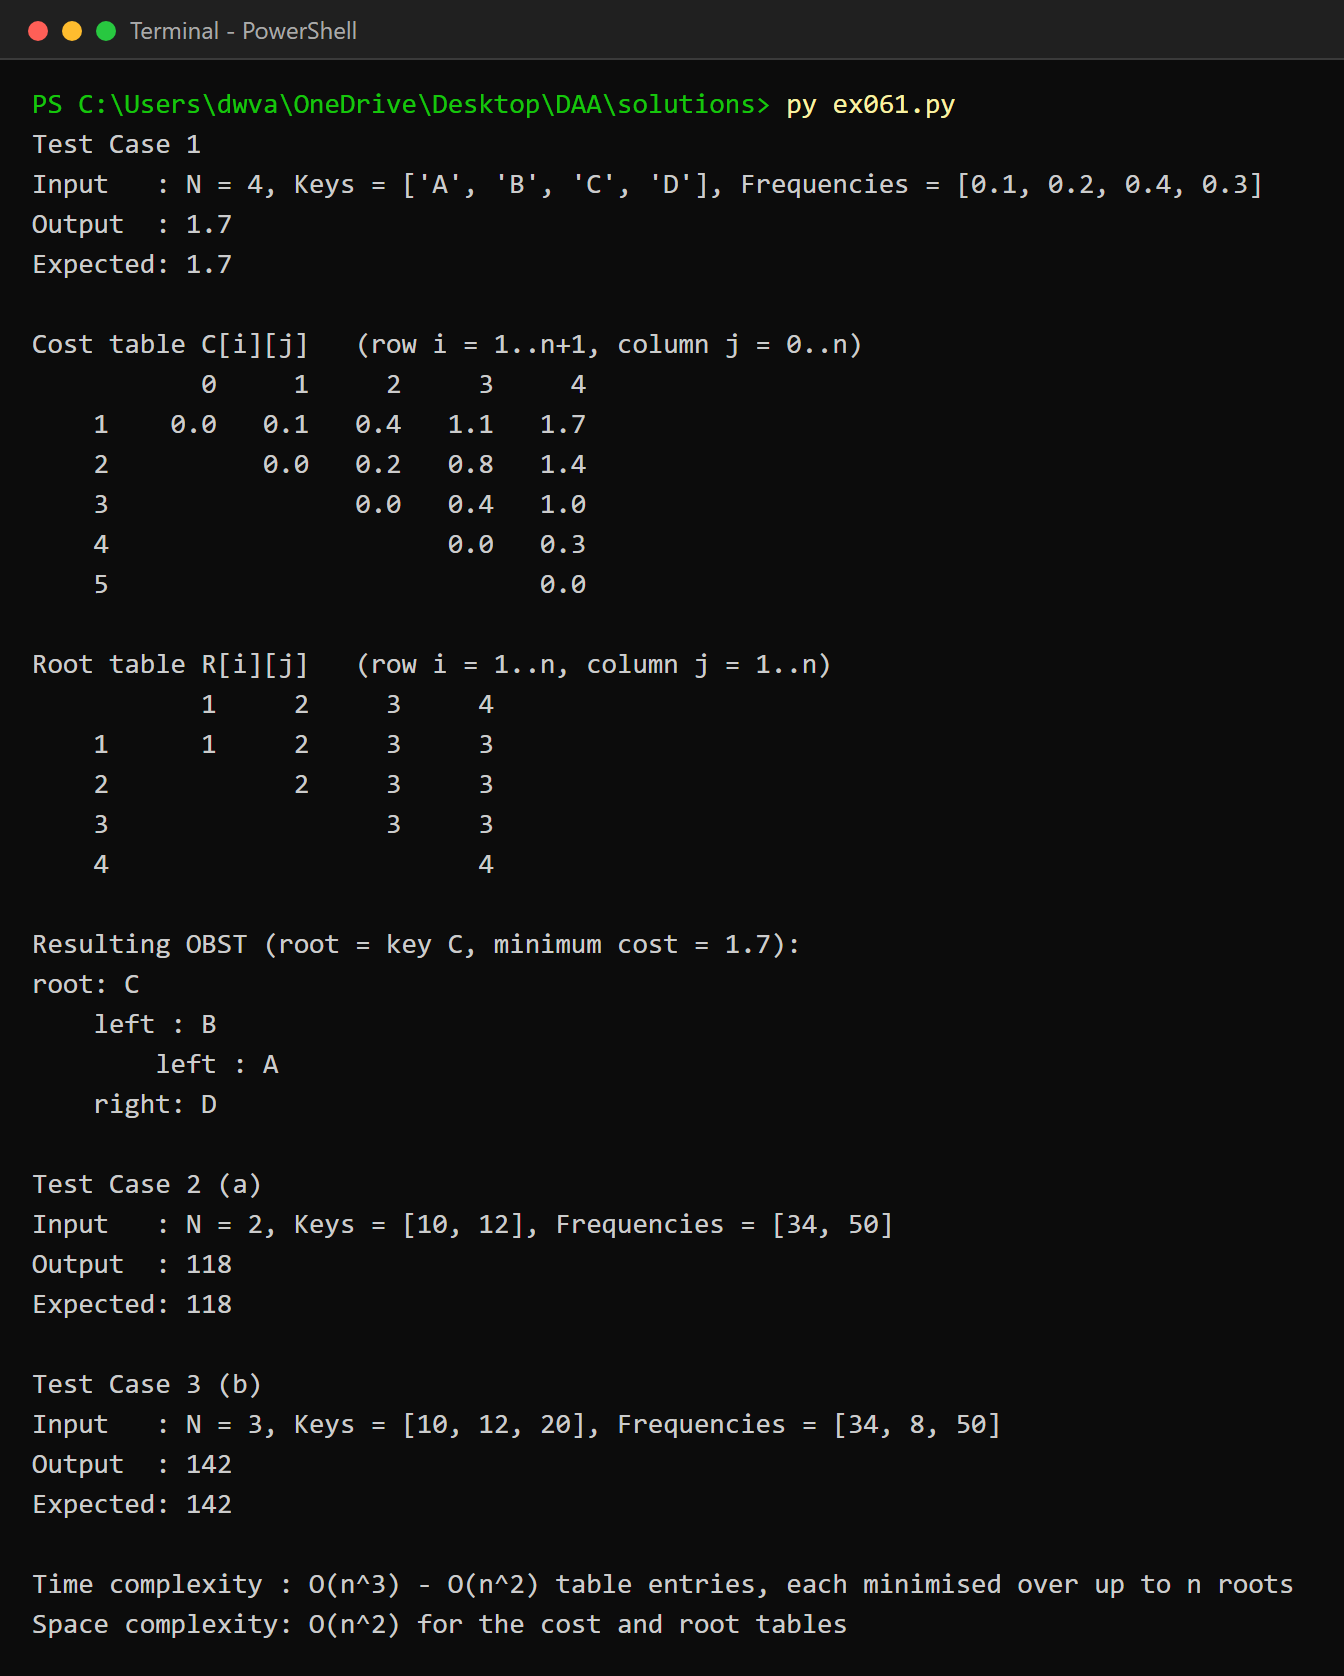 Terminal - PowerShell
PS C:\Users\dwva\OneDrive\Desktop\DAA\solutions> py ex061.py
Test Case 1
Input   : N = 4, Keys = ['A', 'B', 'C', 'D'], Frequencies = [0.1, 0.2, 0.4, 0.3]
Output  : 1.7
Expected: 1.7

Cost table C[i][j]   (row i = 1..n+1, column j = 0..n)
           0     1     2     3     4
    1    0.0   0.1   0.4   1.1   1.7
    2          0.0   0.2   0.8   1.4
    3                0.0   0.4   1.0
    4                      0.0   0.3
    5                            0.0

Root table R[i][j]   (row i = 1..n, column j = 1..n)
           1     2     3     4
    1      1     2     3     3
    2            2     3     3
    3                  3     3
    4                        4

Resulting OBST (root = key C, minimum cost = 1.7):
root: C
    left : B
        left : A
    right: D

Test Case 2 (a)
Input   : N = 2, Keys = [10, 12], Frequencies = [34, 50]
Output  : 118
Expected: 118

Test Case 3 (b)
Input   : N = 3, Keys = [10, 12, 20], Frequencies = [34, 8, 50]
Output  : 142
Expected: 142

Time complexity : O(n^3) - O(n^2) table entries, each minimised over up to n roots
Space complexity: O(n^2) for the cost and root tables